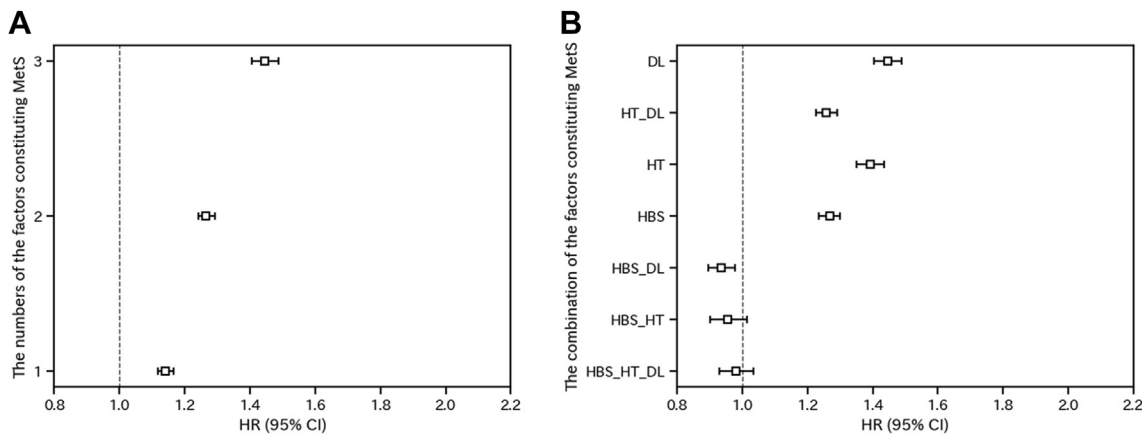 A
The numbers of the factors constituting MetS
3
2
1
0.8 1.0 1.2 1.4 1.6 1.8 2.0 2.2
HR (95% CI)
B
The combination of the factors constituting MetS
DL
HT_DL
HT
HBS
HBS_DL
HBS_HT
HBS_HT_DL
0.8 1.0 1.2 1.4 1.6 1.8 2.0 2.2
HR (95% CI)